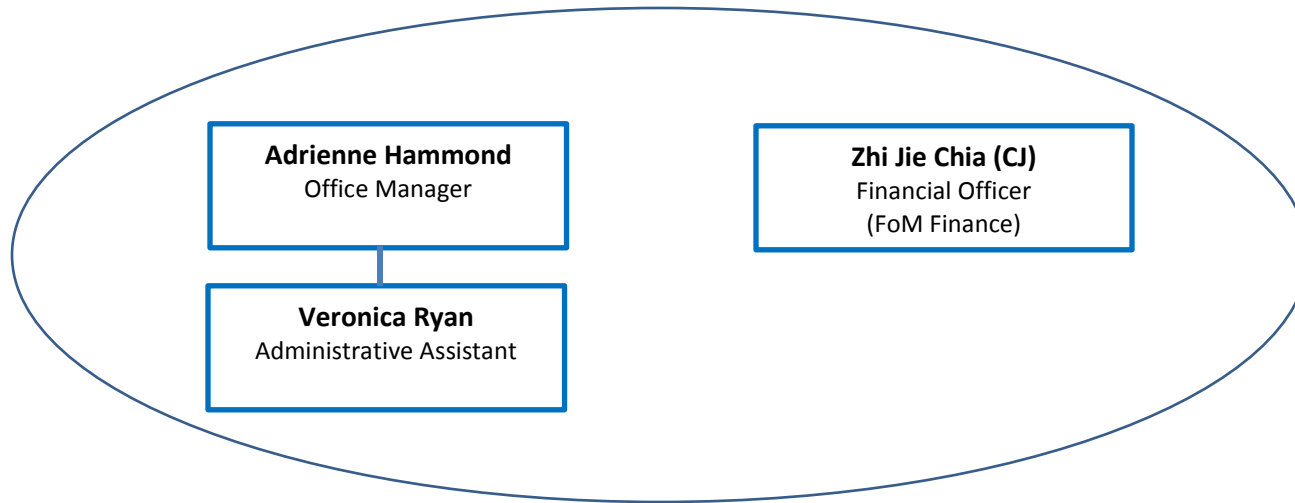 Adrienne Hammond
Office Manager
Veronica Ryan
Administrative Assistant
Zhi Jie Chia (CJ)
Financial Officer
(FoM Finance)